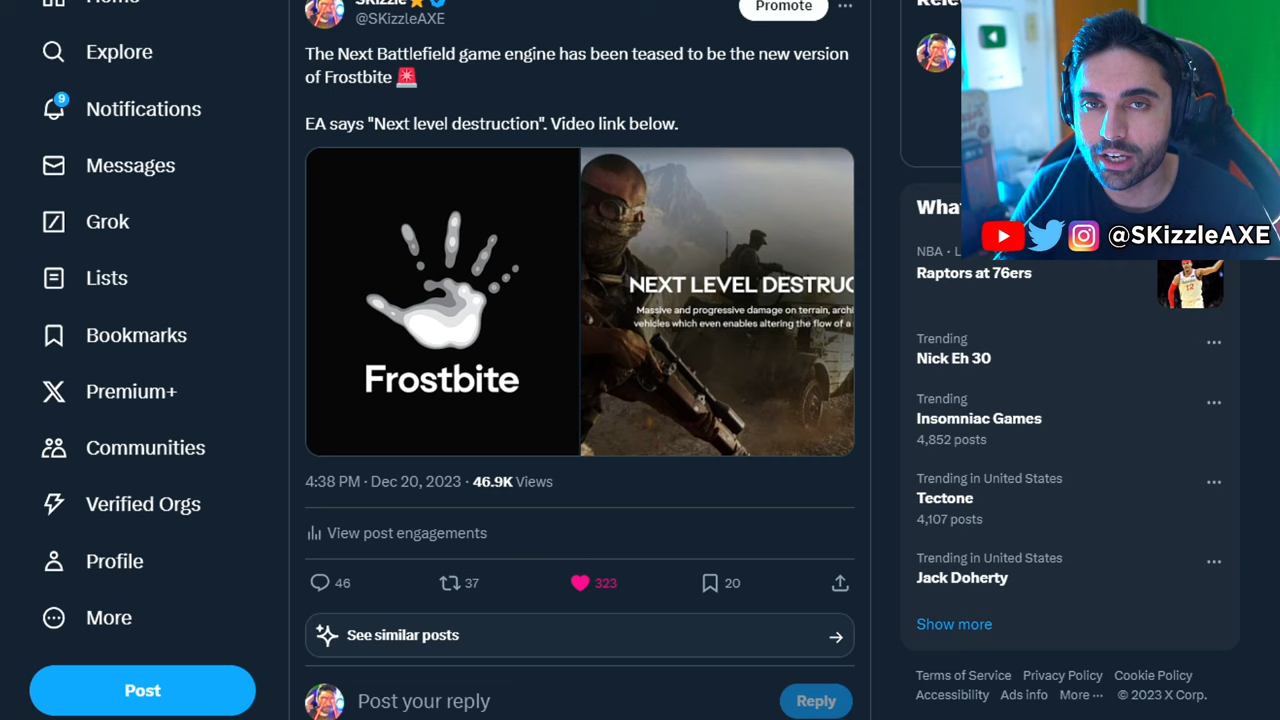 Home
Explore
9
Notifications
Messages
Grok
Lists
Bookmarks
Premium+
Communities
Verified Orgs
Profile
More
Post
SKizzle
@SKizzleAXE
Promote
The Next Battlefield game engine has been teased to be the new version
of Frostbite
EA says "Next level destruction". Video link below.
Frostbite
NEXT LEVEL DESTRUC
Massive and progressive damage on terrain, archi
vehicles which even enables altering the flow of a
4:38 PM · Dec 20, 2023 · 46.9K Views
View post engagements
46
37
323
20
See similar posts
Post your reply
Reply
@SKizzleAXE
NBA · L
Raptors at 76ers
Trending
Nick Eh 30
Trending
Insomniac Games
4,852 posts
Trending in United States
Tectone
4,107 posts
Trending in United States
Jack Doherty
Show more
Terms of Service
Privacy Policy
Cookie Policy
Accessibility
Ads info
More ···
© 2023 X Corp.